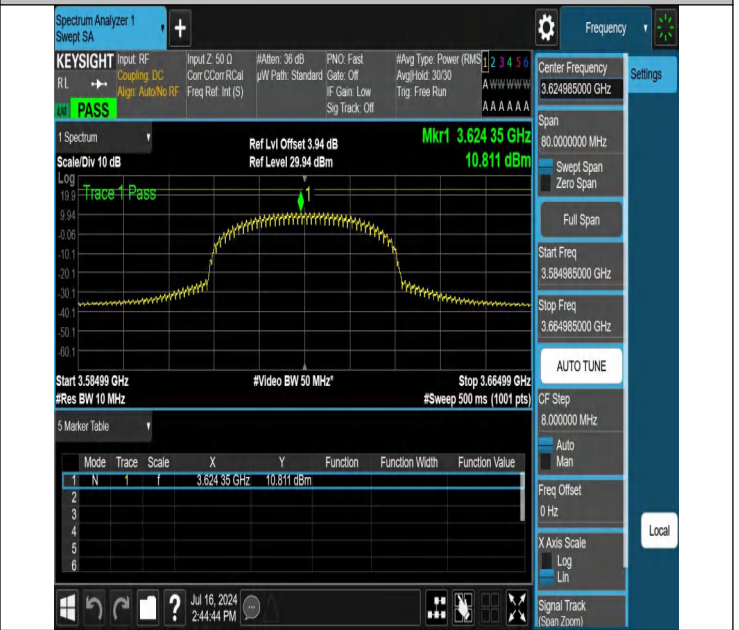 Spectrum Analyzer 1
Swept SA
+
Frequency
KEYSIGHT
RL
PASS
Input: RF
Coupling: DC
Align: Auto/No RF
Input Z: 50 Ω
Corr CCorr RCal
Freq Ref: Int (S)
#Atten: 36 dB
µW Path: Standard
PNO: Fast
Gate: Off
IF Gain: Low
Sig Track: Off
#Avg Type: Power (RMS
Avg|Hold: 30/30
Trig: Free Run
1 2 3 4 5 6
A W W W W W
A A A A A A
Center Frequency
3.624985000 GHz
Settings
Span
80.0000000 MHz
Swept Span
Zero Span
Full Span
Start Freq
3.584985000 GHz
Stop Freq
3.664985000 GHz
AUTO TUNE
CF Step
8.000000 MHz
Auto
Man
Freq Offset
0 Hz
X Axis Scale
Log
Lin
Signal Track
(Span Zoom)
Local
1 Spectrum
Scale/Div 10 dB
Ref Lvl Offset 3.94 dB
Ref Level 29.94 dBm
Mkr1 3.624 35 GHz
10.811 dBm
Log
Trace 1 Pass
1
19.9
9.94
-0.06
-10.1
-20.1
-30.1
-40.1
-50.1
-60.1
Start 3.58499 GHz
#Video BW 50 MHz*
Stop 3.66499 GHz
#Res BW 10 MHz
#Sweep 500 ms (1001 pts)
5 Marker Table
Mode Trace Scale X Y Function Function Width Function Value
1 N 1 f 3.624 35 GHz 10.811 dBm
2
3
4
5
6
?
Jul 16, 2024
2:44:44 PM